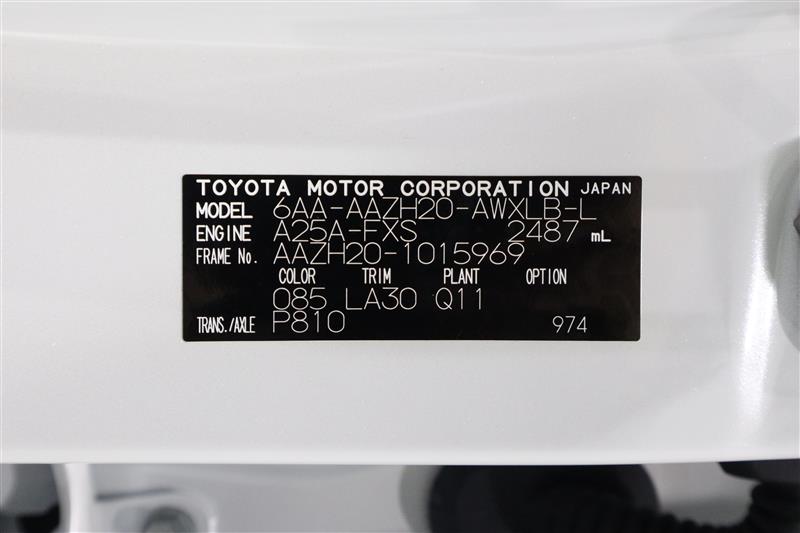 TOYOTA MOTOR CORPORATION JAPAN
MODEL 6AA-AAZH20-AWXLB-L
ENGINE A25A-FXS 2487 mL
FRAME No. AAZH20-1015969
COLOR TRIM PLANT OPTION
085 LA30 Q11
TRANS./AXLE P810 974